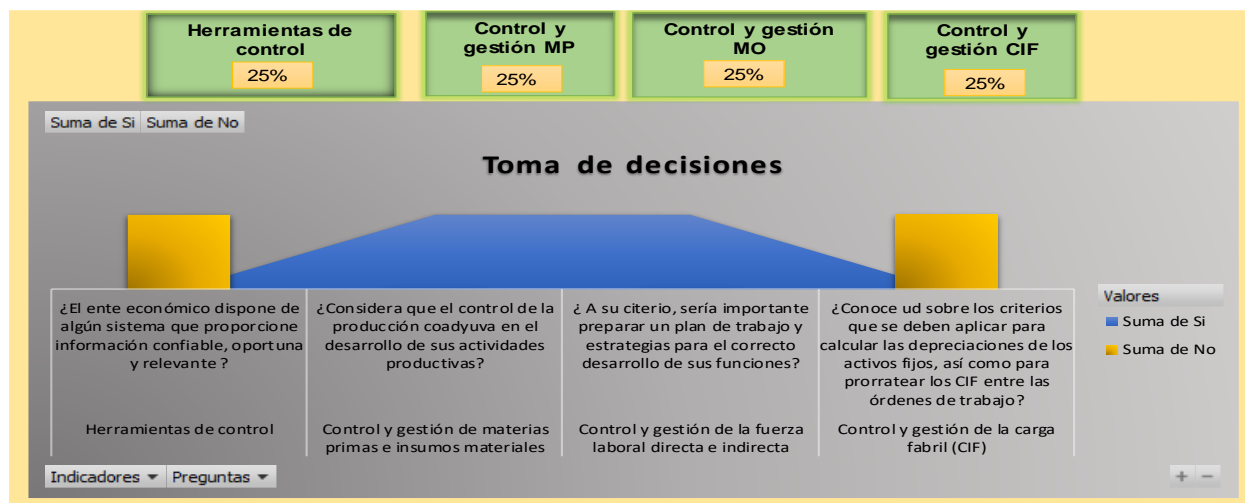 Herramientas de
control
25%
Control y
gestión MP
25%
Control y gestión
MO
25%
Control y
gestión CIF
25%
Suma de Si Suma de No
Toma de decisiones
¿El ente económico dispone de
algún sistema que proporcione
información confiable, oportuna
y relevante ?
¿Considera que el control de la
producción coadyuva en el
desarrollo de sus actividades
productivas?
¿ A su citerio, sería importante
preparar un plan de trabajo y
estrategias para el correcto
desarrollo de sus funciones?
¿Conoce ud sobre los criterios
que se deben aplicar para
calcular las depreciaciones de los
activos fijos, así como para
prorratear los CIF entre las
órdenes de trabajo?
Herramientas de control
Control y gestión de materias
primas e insumos materiales
Control y gestión de la fuerza
laboral directa e indirecta
Control y gestión de la carga
fabril (CIF)
Valores
Suma de Si
Suma de No
Indicadores Preguntas
+ −